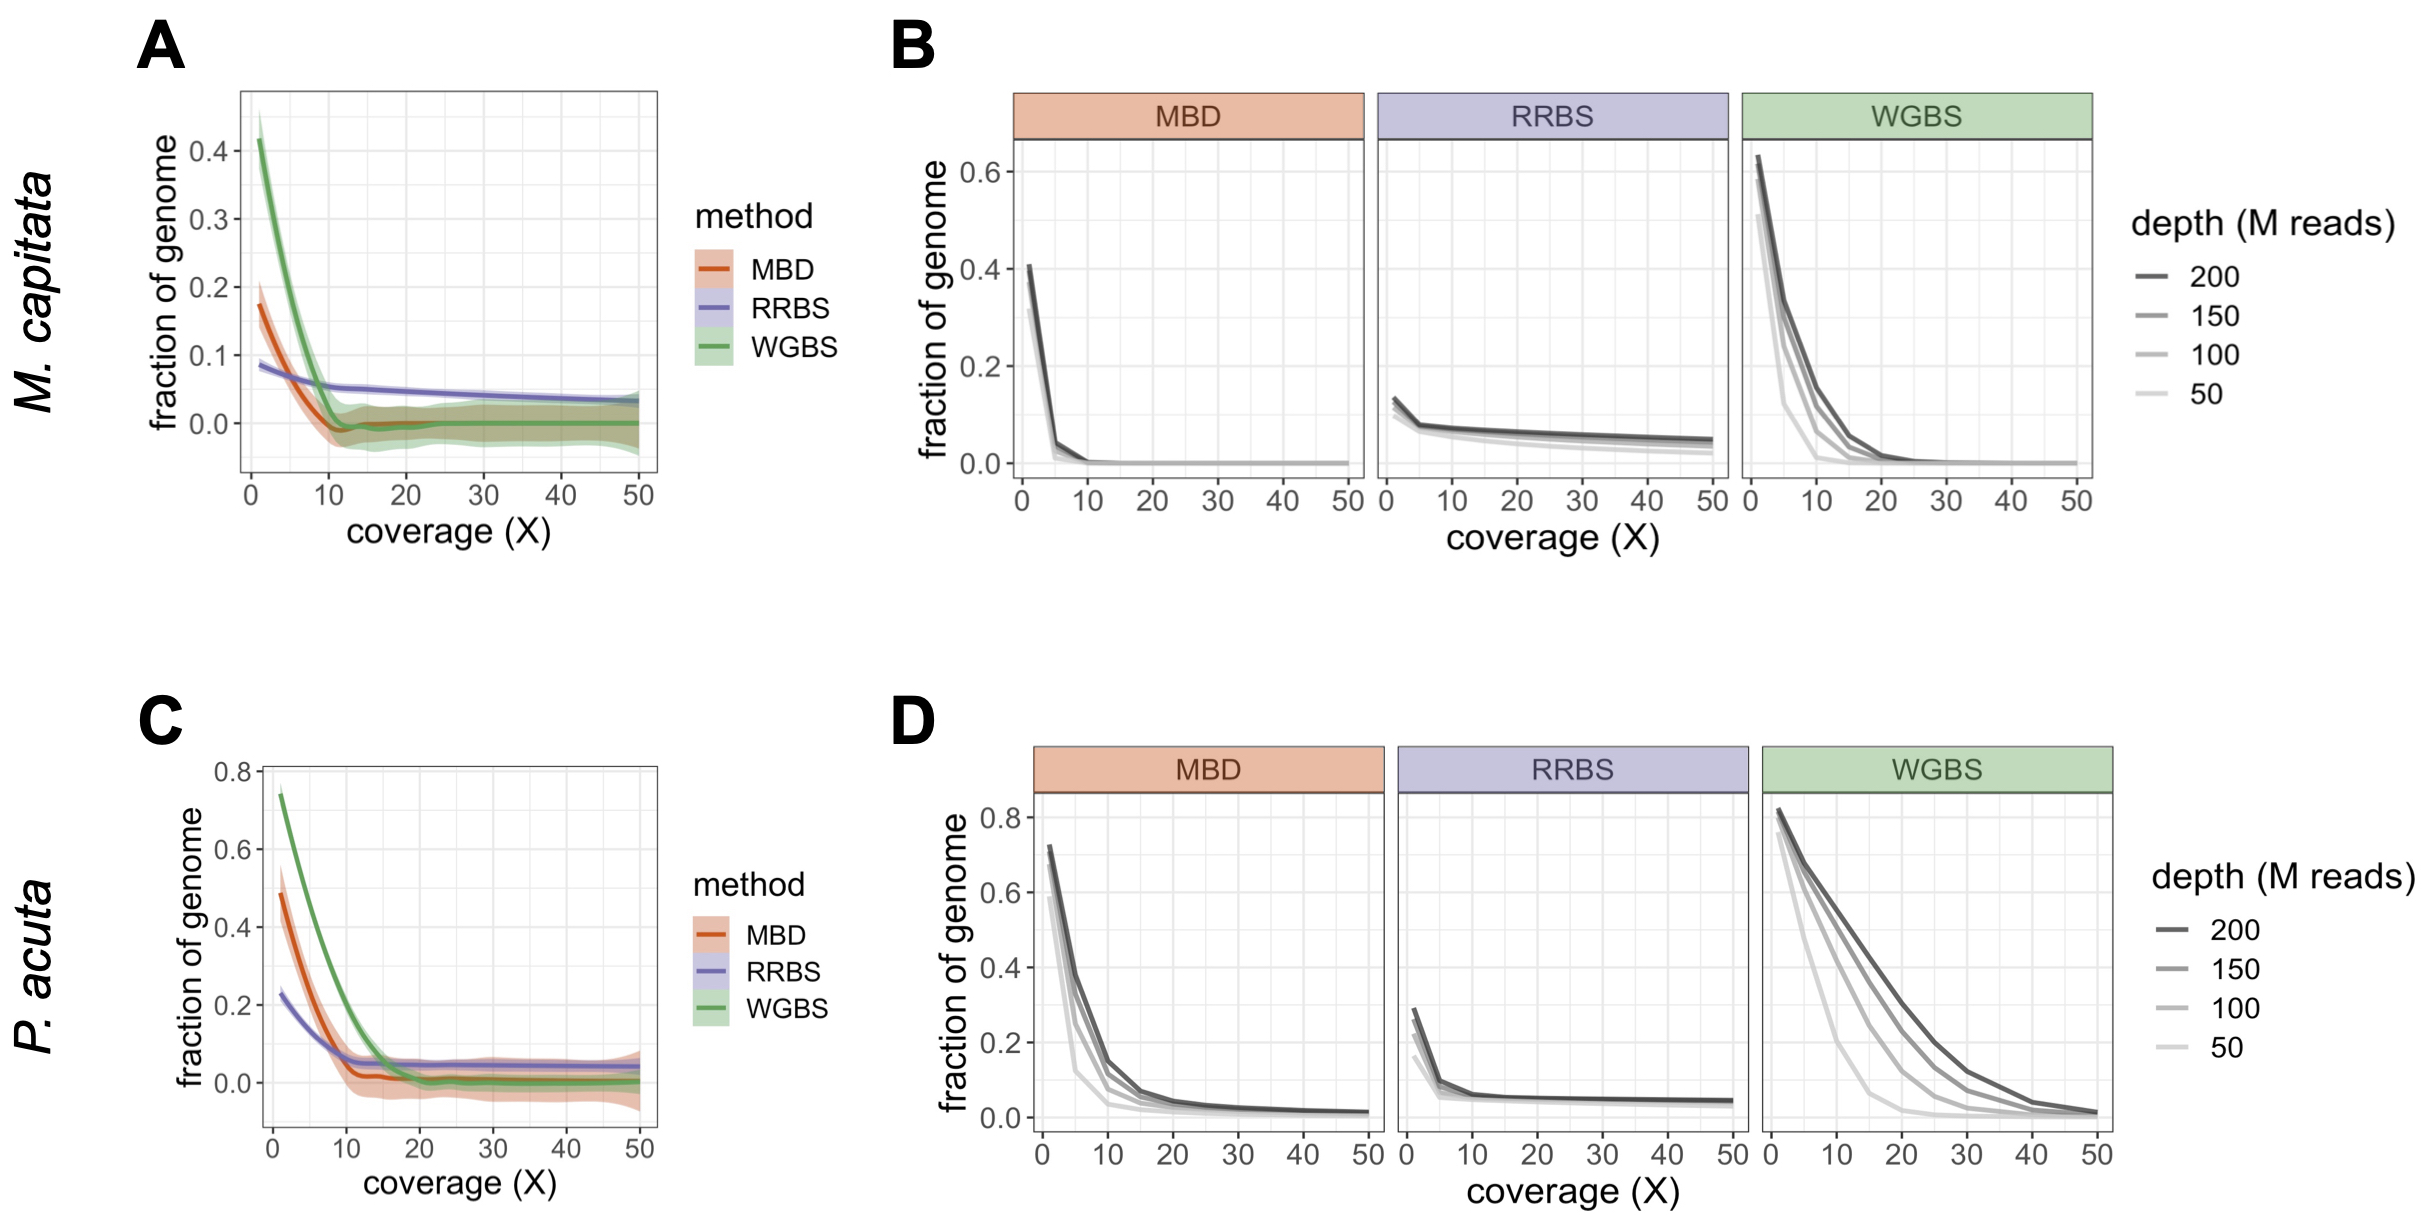 A
M. capitata
fraction of genome
0.4
0.3
0.2
0.1
0.0
0 10 20 30 40 50
coverage (X)
method
MBD
RRBS
WGBS
B
MBD RRBS WGBS
fraction of genome
0.6
0.4
0.2
0.0
0 10 20 30 40 50 0 10 20 30 40 50 0 10 20 30 40 50
coverage (X)
depth (M reads)
200
150
100
50
C
P. acuta
fraction of genome
0.8
0.6
0.4
0.2
0.0
0 10 20 30 40 50
coverage (X)
method
MBD
RRBS
WGBS
D
MBD RRBS WGBS
fraction of genome
0.8
0.6
0.4
0.2
0.0
0 10 20 30 40 50 0 10 20 30 40 50 0 10 20 30 40 50
coverage (X)
depth (M reads)
200
150
100
50